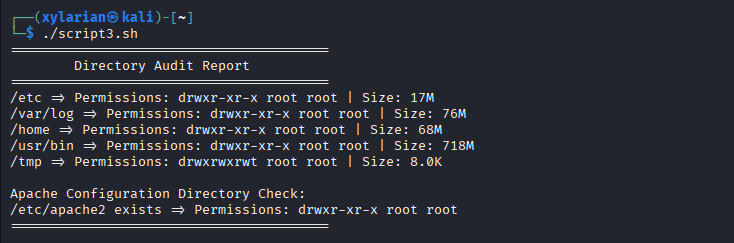 ┌──(xylarian㉿kali)-[~]
└─$ ./script3.sh
========================================
        Directory Audit Report
========================================
/etc => Permissions: drwxr-xr-x root root | Size: 17M
/var/log => Permissions: drwxr-xr-x root root | Size: 76M
/home => Permissions: drwxr-xr-x root root | Size: 68M
/usr/bin => Permissions: drwxr-xr-x root root | Size: 718M
/tmp => Permissions: drwxrwxrwt root root | Size: 8.0K

Apache Configuration Directory Check:
/etc/apache2 exists => Permissions: drwxr-xr-x root root
========================================